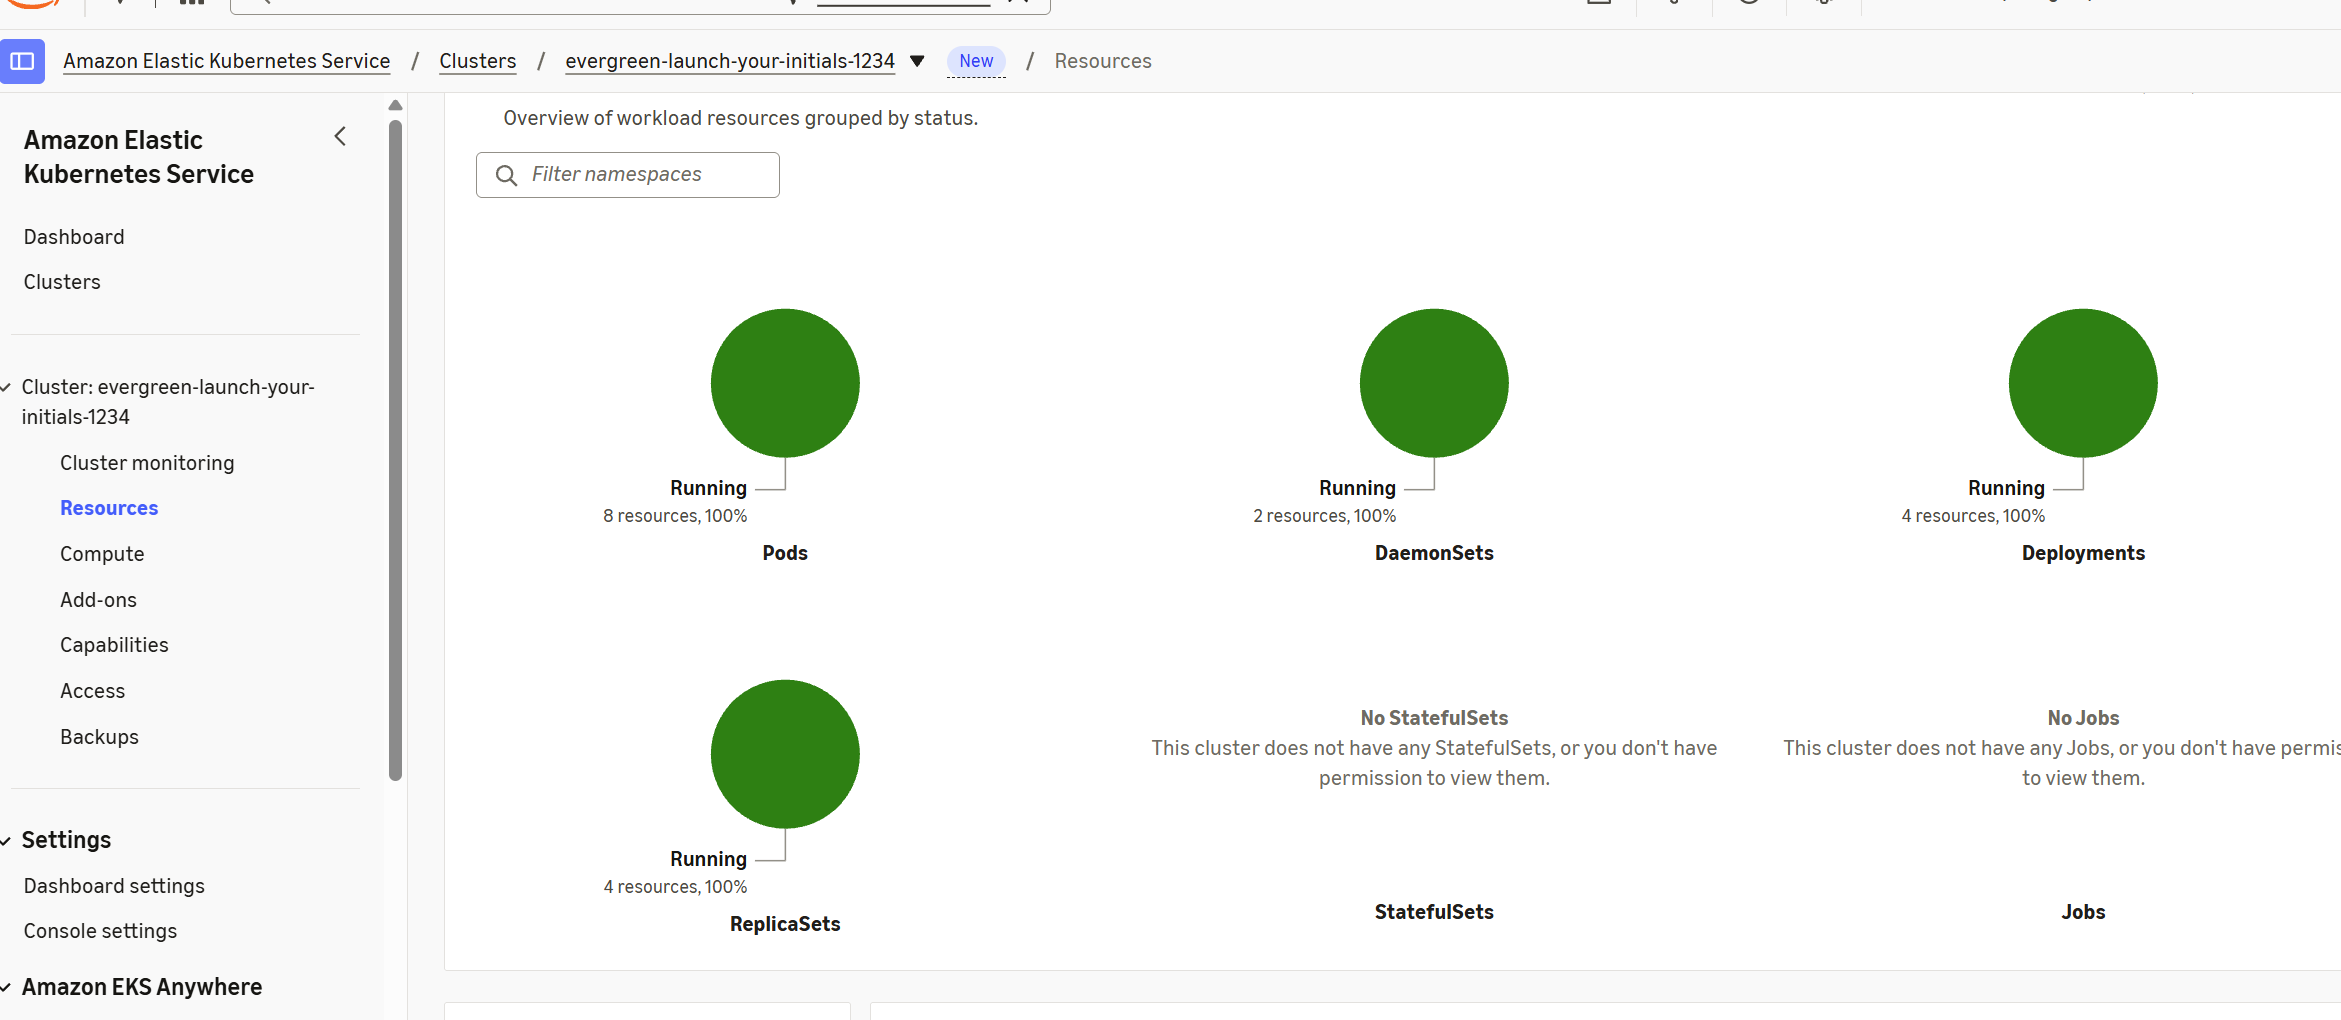 Amazon Elastic Kubernetes Service / Clusters / evergreen-launch-your-initials-1234 New / Resources
Amazon Elastic
Kubernetes Service
Dashboard
Clusters
Cluster: evergreen-launch-your-
initials-1234
Cluster monitoring
Resources
Compute
Add-ons
Capabilities
Access
Backups
Settings
Dashboard settings
Console settings
Amazon EKS Anywhere
Overview of workload resources grouped by status.
Filter namespaces
Running
8 resources, 100%
Pods
Running
2 resources, 100%
DaemonSets
Running
4 resources, 100%
Deployments
Running
4 resources, 100%
ReplicaSets
No StatefulSets
This cluster does not have any StatefulSets, or you don't have
permission to view them.
StatefulSets
No Jobs
This cluster does not have any Jobs, or you don't have permis
to view them.
Jobs